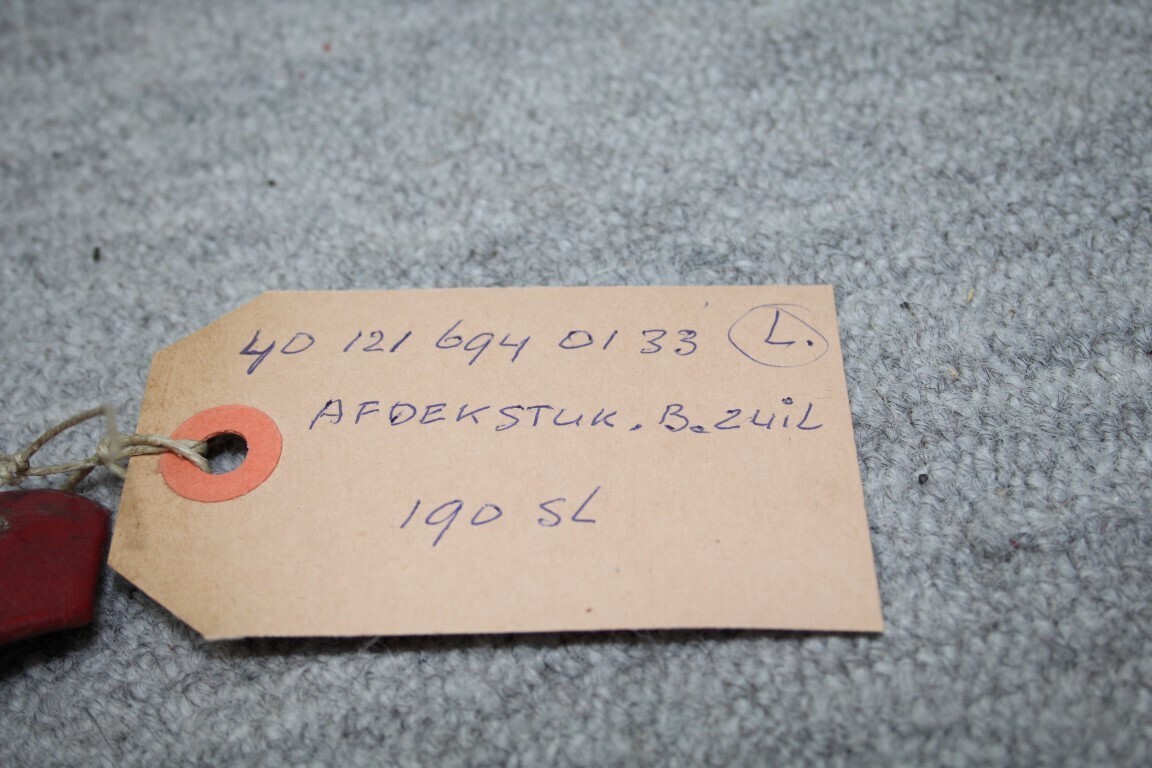 40 121 694 01 33 L.
AFDEKSTUK. B.ZUiL
190 SL